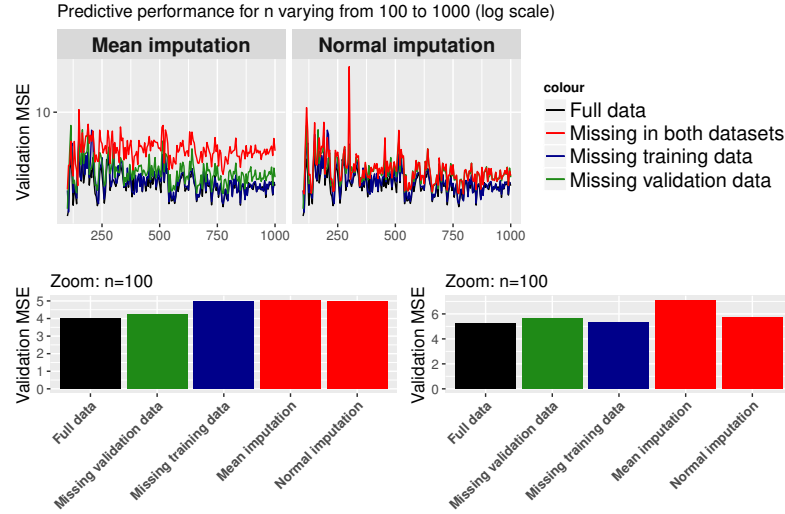 Predictive performance for n varying from 100 to 1000 (log scale)
Mean imputation
Normal imputation
Validation MSE
10
250
500
750
1000
250
500
750
1000
colour
Full data
Missing in both datasets
Missing training data
Missing validation data
Zoom: n=100
Validation MSE
5
4
3
2
1
0
Full data
Missing validation data
Missing training data
Mean imputation
Normal imputation
Zoom: n=100
Validation MSE
6
4
2
0
Full data
Missing validation data
Missing training data
Mean imputation
Normal imputation